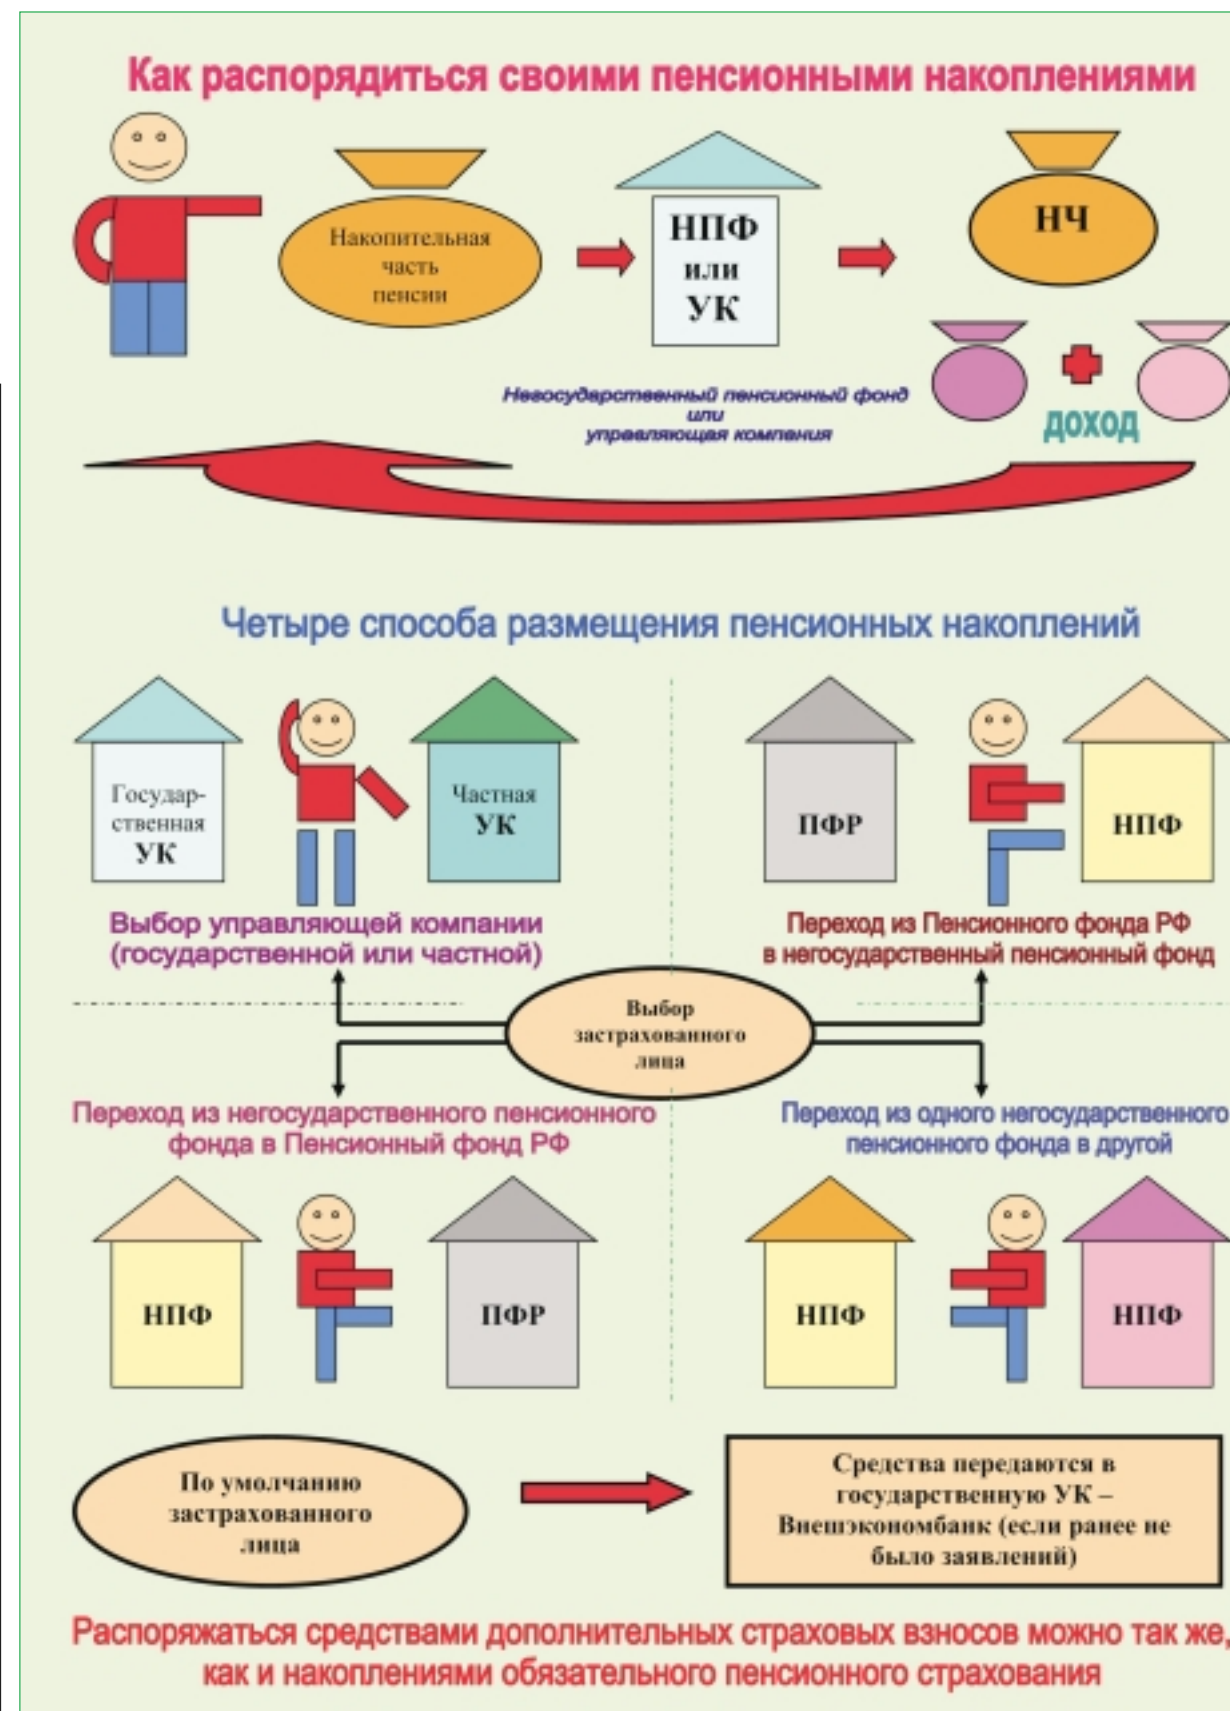 Как распорядиться своими пенсионными накоплениями
Накопительная
часть
пенсии
НПФ
или
УК
НЧ
Негосударственный пенсионный фонд
или
управляющая компания
доход
Четыре способа размещения пенсионных накоплений
Государ-
ственная
УК
Частная
УК
ПФР
НПФ
Выбор управляющей компании
(государственной или частной)
Переход из Пенсионного фонда РФ
в негосударственный пенсионный фонд
Выбор
застрахованного
лица
Переход из негосударственного пенсионного
фонда в Пенсионный фонд РФ
Переход из одного негосударственного
пенсионного фонда в другой
НПФ
ПФР
НПФ
НПФ
По умолчанию
застрахованного
лица
Средства передаются в
государственную УК –
Внешэкономбанк (если ранее не
было заявлений)
Распоряжаться средствами дополнительных страховых взносов можно так же,
как и накоплениями обязательного пенсионного страхования